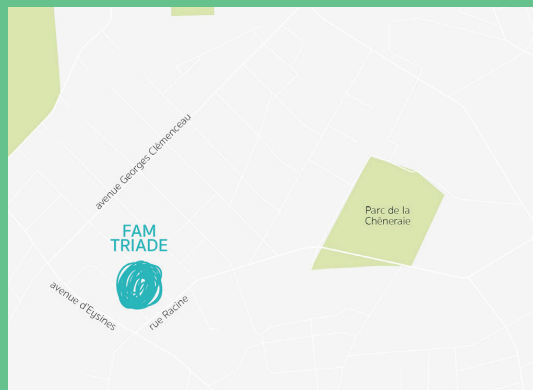 avenue Georges Clémenceau
Parc de la
Chêneraie
FAM
TRIADE
avenue d'Eysines
rue Racine